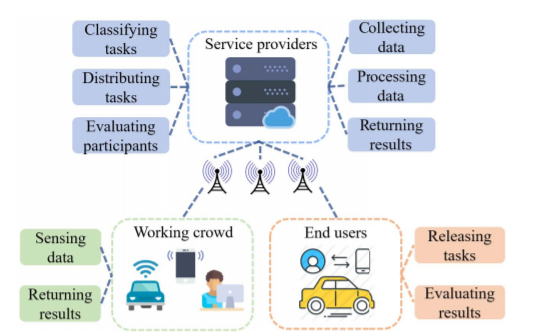 Classifying
tasks
Distributing
tasks
Evaluating
participants
Service providers
Collecting
data
Processing
data
Returning
results
Working crowd
Sensing
data
Returning
results
End users
Releasing
tasks
Evaluating
results